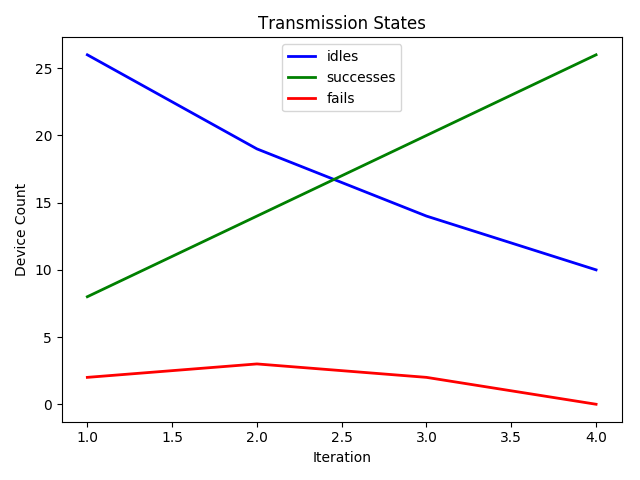 Transmission States
idles
successes
fails
Device Count
25
20
15
10
5
0
1.0 1.5 2.0 2.5 3.0 3.5 4.0
Iteration